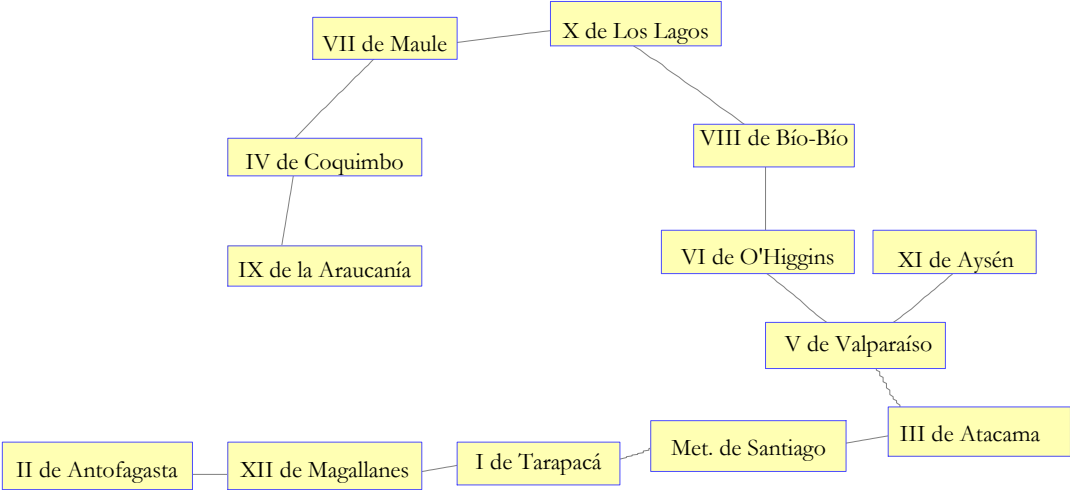 X de Los Lagos
VII de Maule
VIII de Bío-Bío
IV de Coquimbo
VI de O'Higgins
XI de Aysén
IX de la Araucanía
V de Valparaíso
III de Atacama
Met. de Santiago
I de Tarapacá
XII de Magallanes
II de Antofagasta